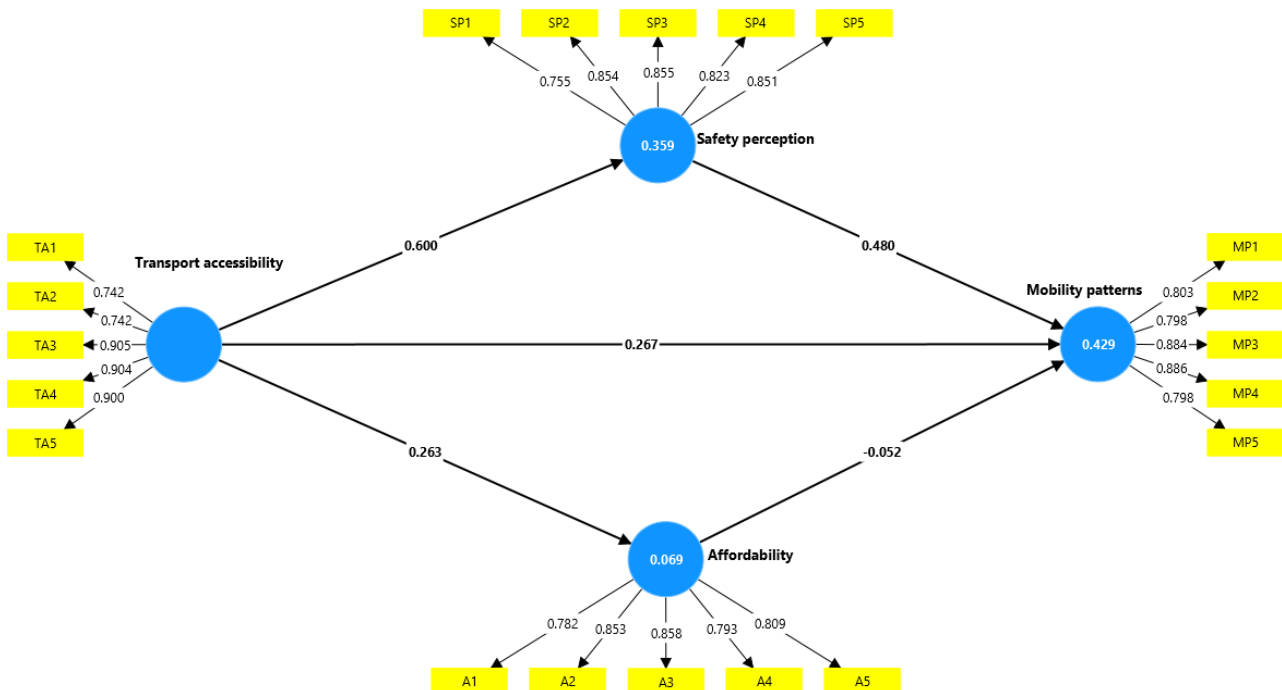 SP1 SP2 SP3 SP4 SP5
0.755 0.854 0.855 0.823 0.851
0.359 Safety perception
0.600 0.480
TA1
TA2
TA3
TA4
TA5
Transport accessibility
0.742
0.742
0.905
0.904
0.900
0.267
Mobility patterns
0.429
0.803
0.798
0.884
0.886
0.798
MP1
MP2
MP3
MP4
MP5
0.263 -0.052
0.069 Affordability
0.782 0.853 0.858 0.793 0.809
A1 A2 A3 A4 A5